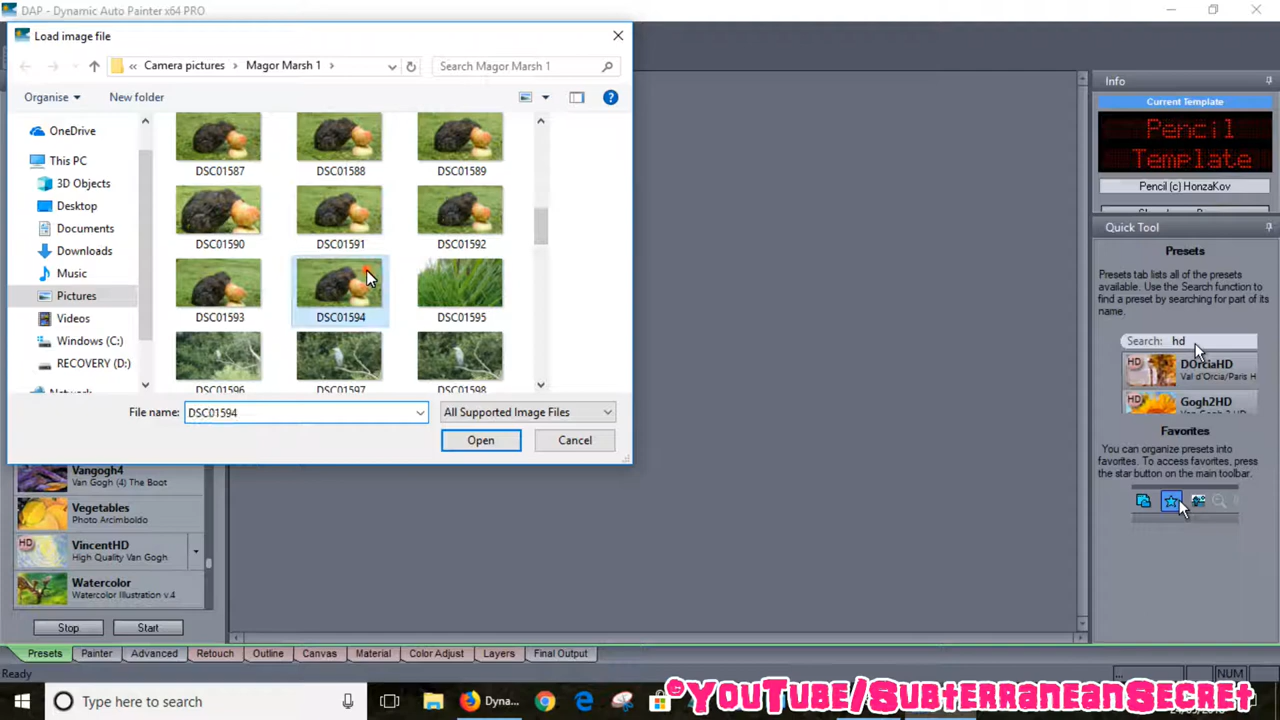 DAP - Dynamic Auto Painter x64 PRO
Load image file
« Camera pictures > Magor Marsh 1 >
Search Magor Marsh 1
Organise
New folder
OneDrive
This PC
3D Objects
Desktop
Documents
Downloads
Music
Pictures
Videos
Windows (C:)
RECOVERY (D:)
Network
DSC01587 DSC01588 DSC01589
DSC01590 DSC01591 DSC01592
DSC01593 DSC01594 DSC01595
DSC01596 DSC01597 DSC01598
File name: DSC01594
All Supported Image Files
Open Cancel
Vangogh4
Van Gogh (4) The Boot
Vegetables
Photo Arcimboldo
HD
VincentHD
High Quality Van Gogh
Watercolor
Watercolor Illustration v.4
Stop Start
Info
Current Template
Pencil
Template
Pencil (c) HonzaKov
Quick Tool
Presets
Presets tab lists all of the presets
available. Use the Search function to
find a preset by searching for part of its
name.
Search: hd
HD
DOrciaHD
Val d'Orcia/Paris H
HD
Gogh2HD
Favorites
You can organize presets into
favorites. To access favorites, press
the star button on the main toolbar.
Presets Painter Advanced Retouch Outline Canvas Material Color Adjust Layers Final Output
Ready
... NUM
Type here to search
Dyna...
©YouTube/SubterraneanSecret